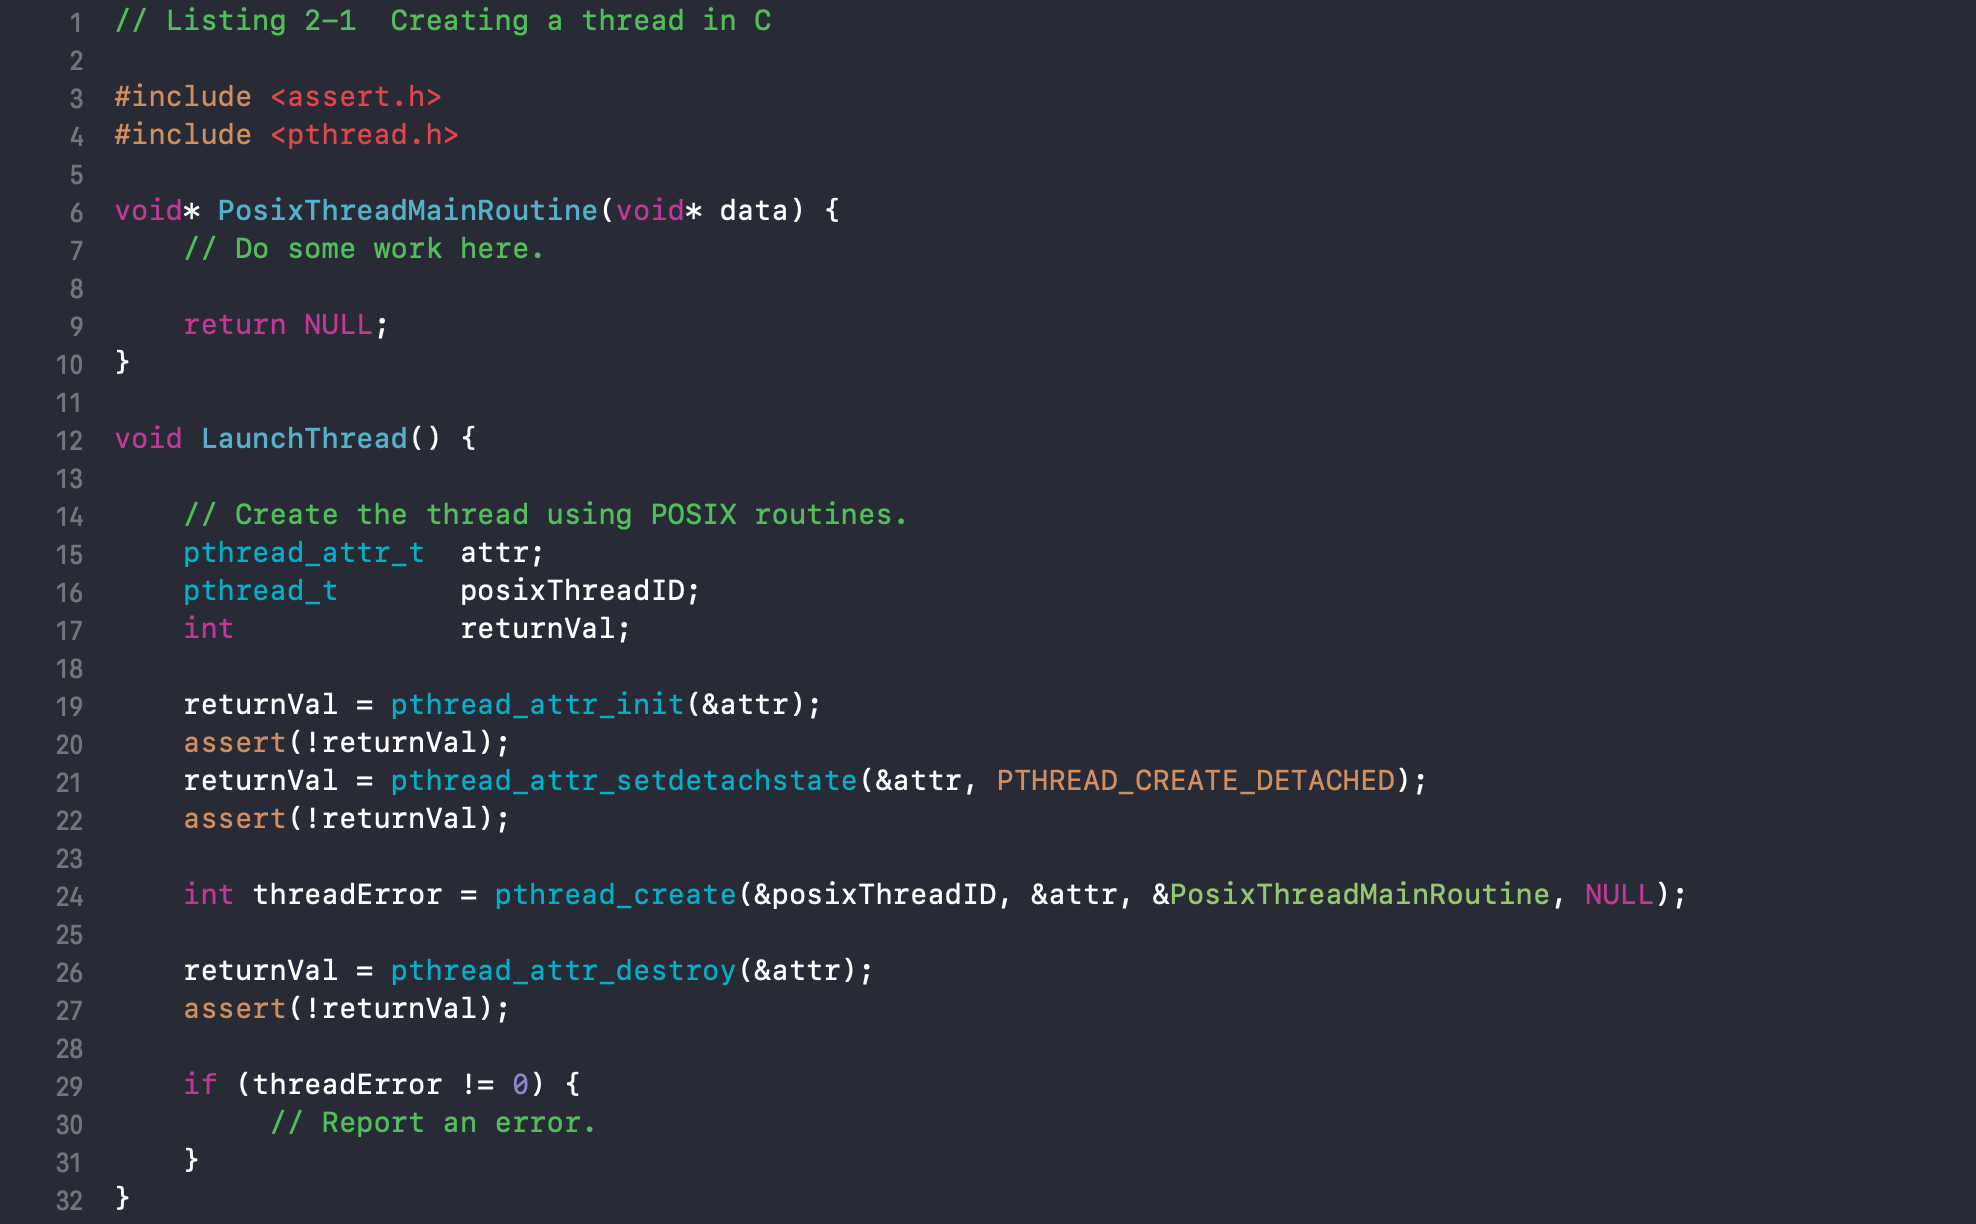 1 // Listing 2-1  Creating a thread in C
2
3 #include <assert.h>
4 #include <pthread.h>
5
6 void* PosixThreadMainRoutine(void* data) {
7     // Do some work here.
8
9     return NULL;
10 }
11
12 void LaunchThread() {
13
14     // Create the thread using POSIX routines.
15     pthread_attr_t  attr;
16     pthread_t       posixThreadID;
17     int             returnVal;
18
19     returnVal = pthread_attr_init(&attr);
20     assert(!returnVal);
21     returnVal = pthread_attr_setdetachstate(&attr, PTHREAD_CREATE_DETACHED);
22     assert(!returnVal);
23
24     int threadError = pthread_create(&posixThreadID, &attr, &PosixThreadMainRoutine, NULL);
25
26     returnVal = pthread_attr_destroy(&attr);
27     assert(!returnVal);
28
29     if (threadError != 0) {
30          // Report an error.
31     }
32 }